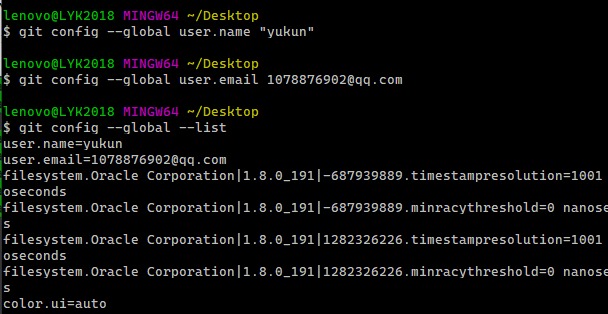 lenovo@LYK2018 MINGW64 ~/Desktop
$ git config --global user.name "yukun"
lenovo@LYK2018 MINGW64 ~/Desktop
$ git config --global user.email 1078876902@qq.com
lenovo@LYK2018 MINGW64 ~/Desktop
$ git config --global --list
user.name=yukun
user.email=1078876902@qq.com
filesystem.Oracle Corporation|1.8.0_191|-687939889.timestampresolution=1001
oseconds
filesystem.Oracle Corporation|1.8.0_191|-687939889.minracythreshold=0 nanose
s
filesystem.Oracle Corporation|1.8.0_191|1282326226.timestampresolution=1001
oseconds
filesystem.Oracle Corporation|1.8.0_191|1282326226.minracythreshold=0 nanose
s
color.ui=auto